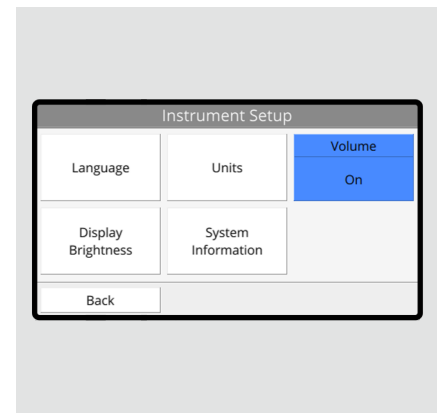 Instrument Setup
Language
Units
Volume
On
Display
Brightness
System
Information
Back